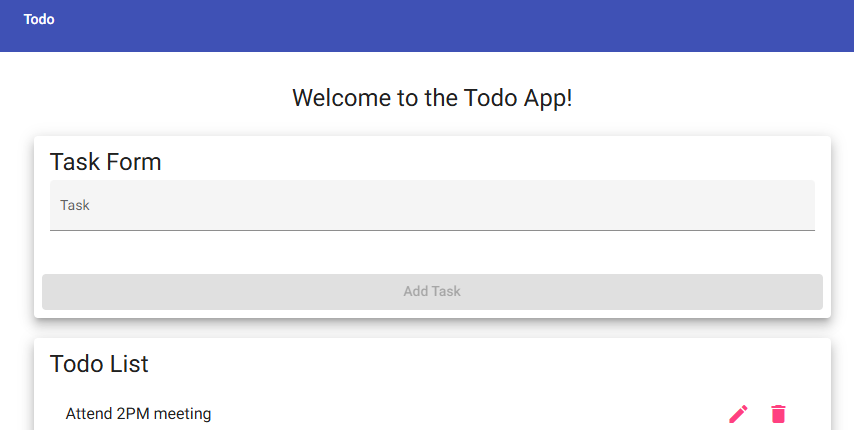 Todo
Welcome to the Todo App!
Task Form
Task
Add Task
Todo List
Attend 2PM meeting